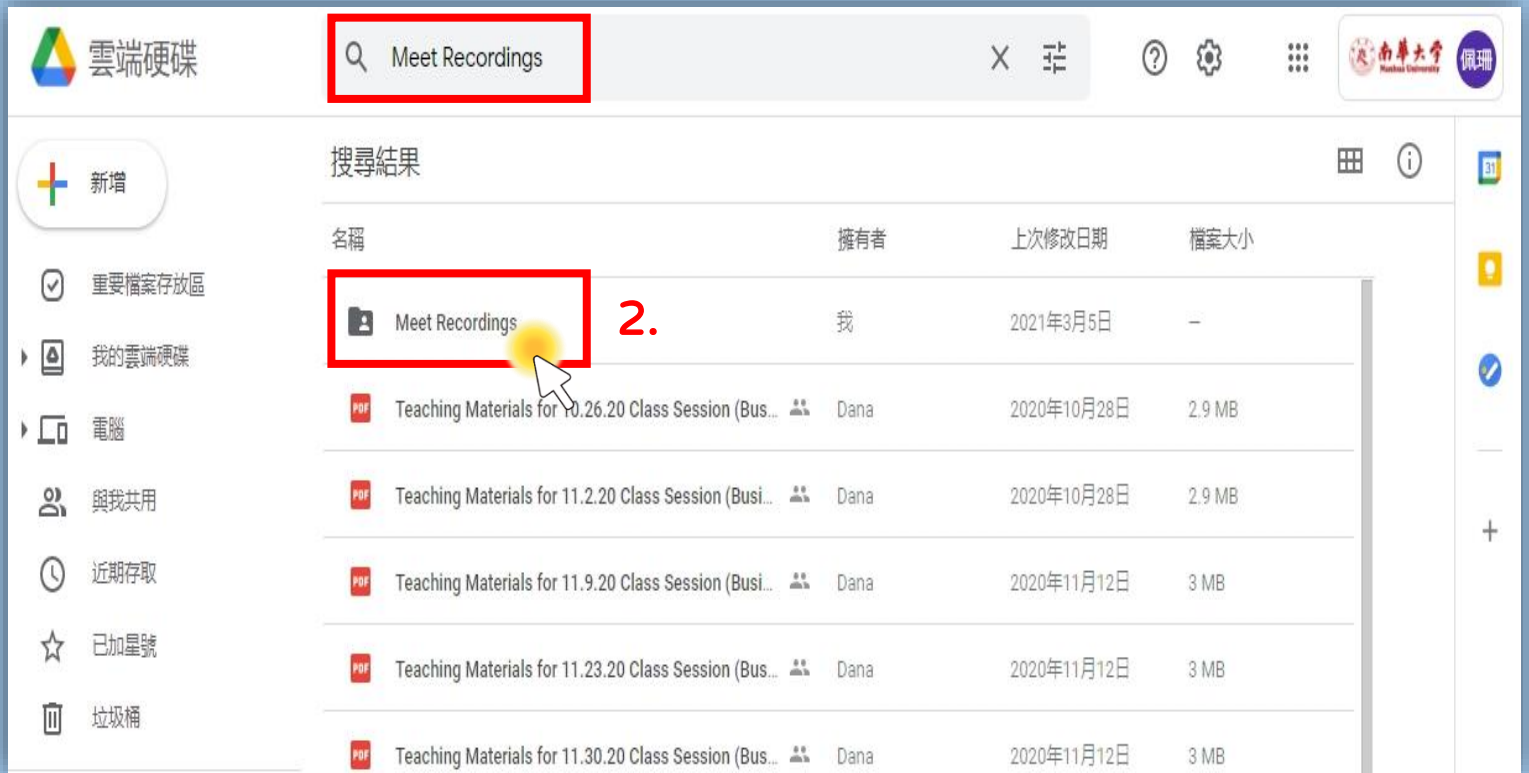 雲端硬碟
Meet Recordings
南華大學
Nanhua University
佩珊
新增
搜尋結果
31
名稱 擁有者 上次修改日期 檔案大小
重要檔案存放區
Meet Recordings 我 2021年3月5日 –
2.
我的雲端硬碟
PDF Teaching Materials for 10.26.20 Class Session (Bus... Dana 2020年10月28日 2.9 MB
電腦
PDF Teaching Materials for 11.2.20 Class Session (Busi... Dana 2020年10月28日 2.9 MB
與我共用
PDF Teaching Materials for 11.9.20 Class Session (Busi... Dana 2020年11月12日 3 MB
近期存取
已加星號
PDF Teaching Materials for 11.23.20 Class Session (Bus... Dana 2020年11月12日 3 MB
垃圾桶
PDF Teaching Materials for 11.30.20 Class Session (Bus... Dana 2020年11月12日 3 MB